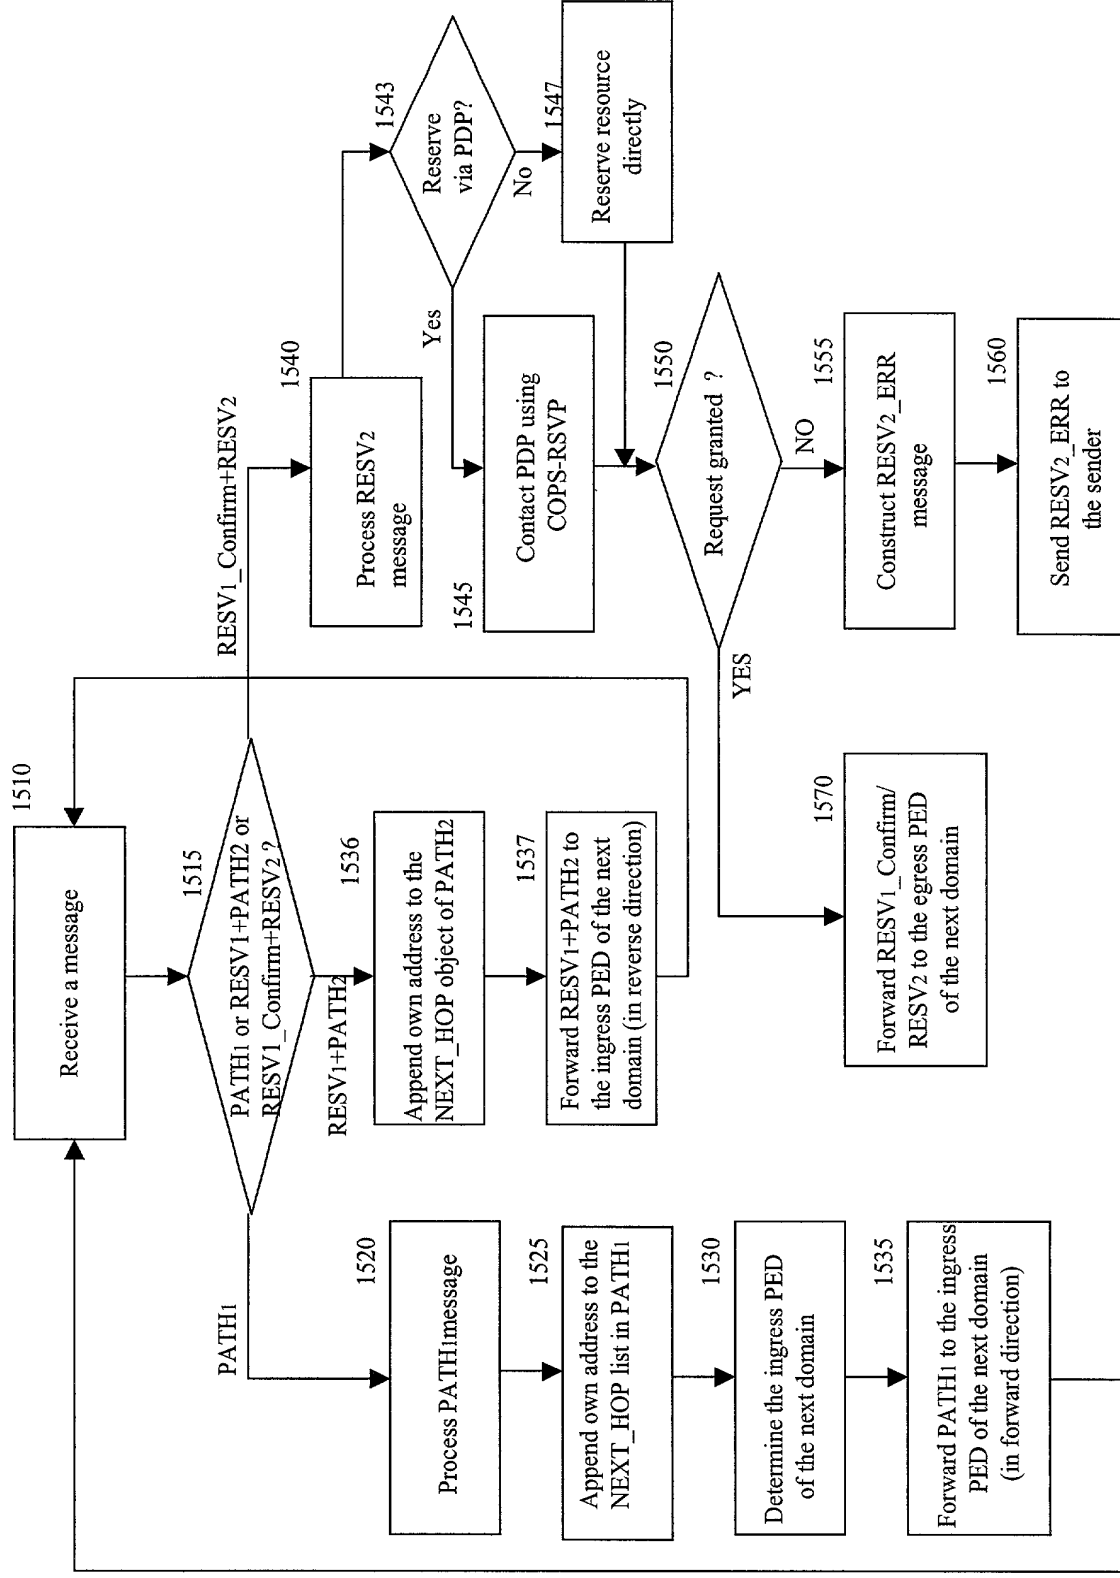 1510
Receive a message
1515
PATH1 or RESV1+PATH2 or
RESV1_Confirm+RESV2 ?
PATH1
1520
Process PATH1message
1525
Append own address to the
NEXT_HOP list in PATH1
1530
Determine the ingress PED
of the next domain
1535
Forward PATH1 to the ingress
PED of the next domain
(in forward direction)
RESV1+PATH2
1536
Append own address to the
NEXT_HOP object of PATH2
1537
Forward RESV1+PATH2 to
the ingress PED of the next
domain (in reverse direction)
RESV1_Confirm+RESV2
1540
Process RESV2
message
1543
Reserve
via PDP?
Yes
No
1545
Contact PDP using
COPS-RSVP
1547
Reserve resource
directly
1550
Request granted ?
YES
NO
1555
Construct RESV2_ERR
message
1560
Send RESV2_ERR to
the sender
1570
Forward RESV1_Confirm/
RESV2 to the egress PED
of the next domain